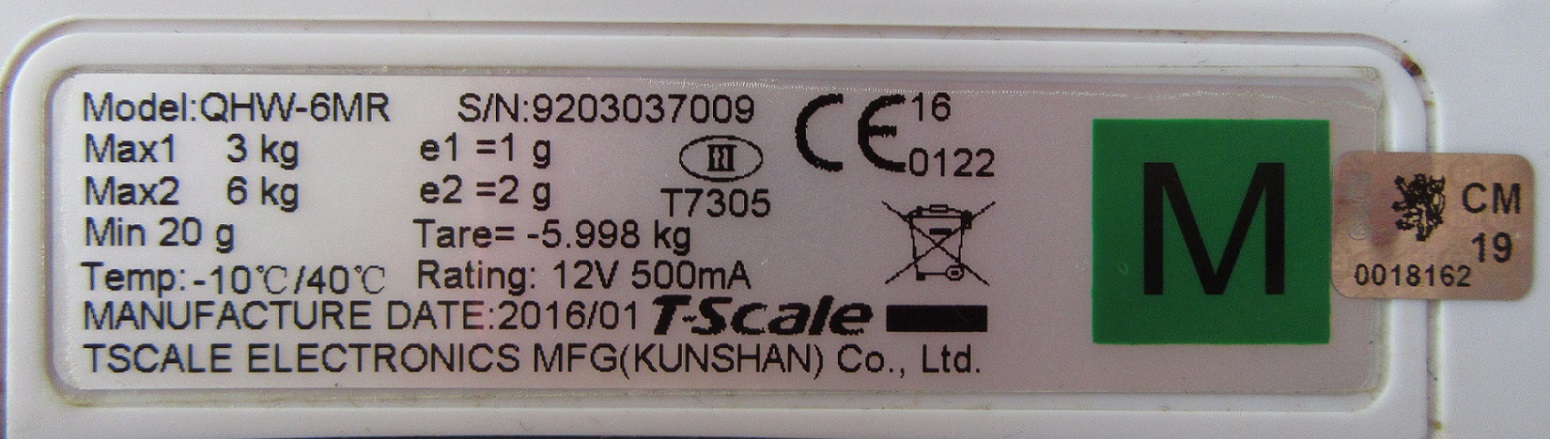 Model:QHW-6MR S/N:9203037009 CE 16
Max1 3 kg e1 =1 g III 0122
Max2 6 kg e2 =2 g T7305
Min 20 g Tare= -5.998 kg
Temp:-10℃/40℃ Rating: 12V 500mA
MANUFACTURE DATE:2016/01 T-Scale
TSCALE ELECTRONICS MFG(KUNSHAN) Co., Ltd.
M
CM
19
0018162